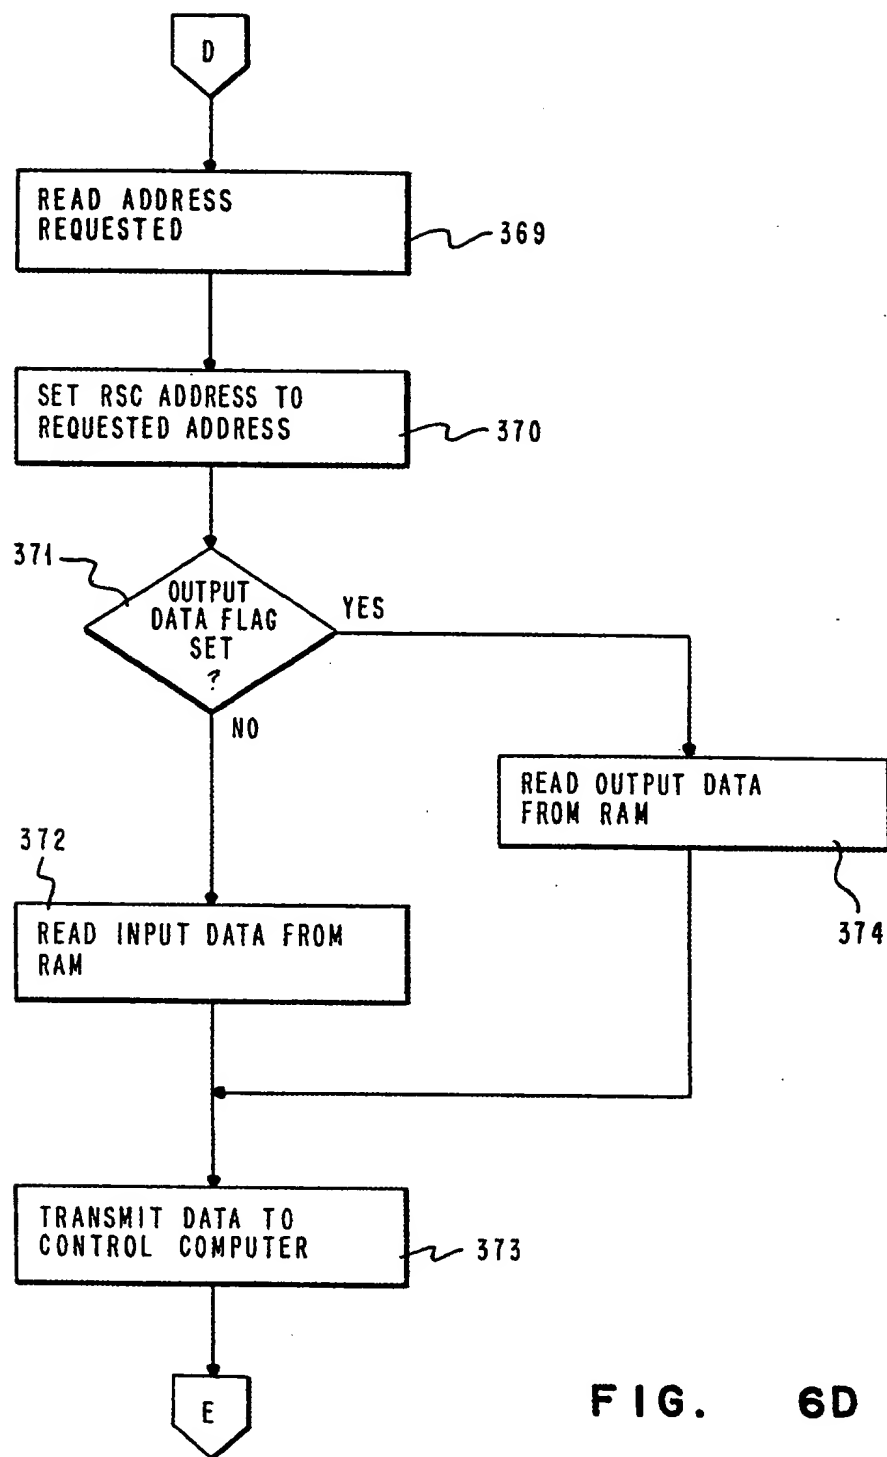 D
READ ADDRESS
REQUESTED
369
SET RSC ADDRESS TO
REQUESTED ADDRESS
370
371
OUTPUT
DATA FLAG
SET
?
YES
NO
READ OUTPUT DATA
FROM RAM
374
372
READ INPUT DATA FROM
RAM
TRANSMIT DATA TO
CONTROL COMPUTER
373
E
FIG. 6D